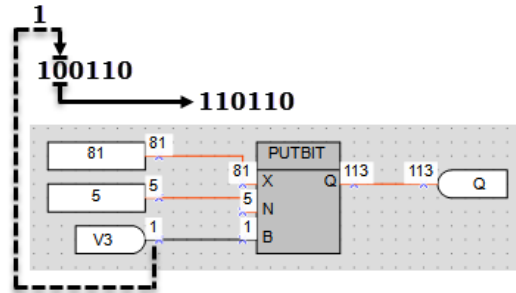 1
100110
110110
81 81 PUTBIT
81 X Q 113 113 Q
5 5 5 N
V3 1 1 B